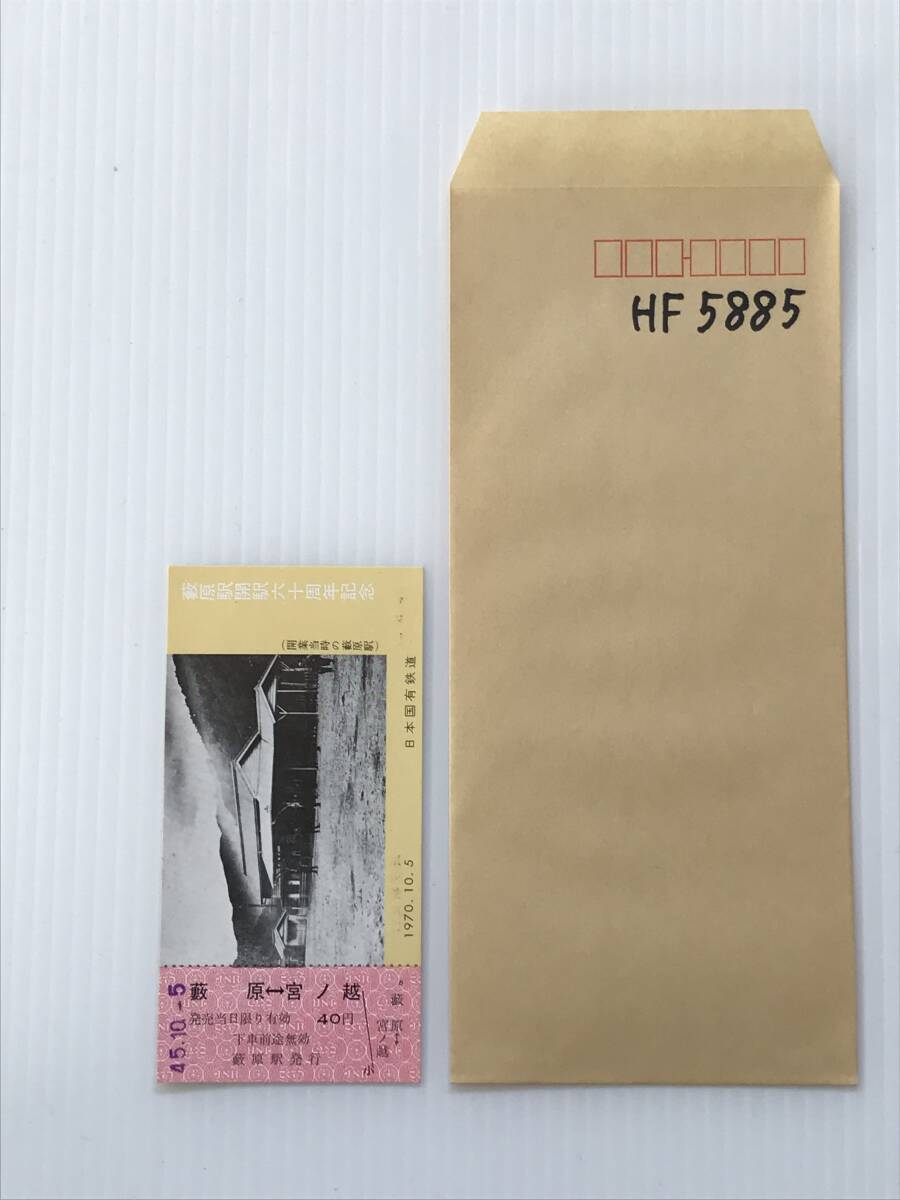 HF 5885
藪原駅開駅六十周年記念
(開業当時の藪原駅)
日本国有鉄道
1970.10.5
45.10.-5
藪原↔宮ノ越
発売当日限り有効 40円
下車前途無効
藪原駅発行
藪原↔
宮ノ越
小